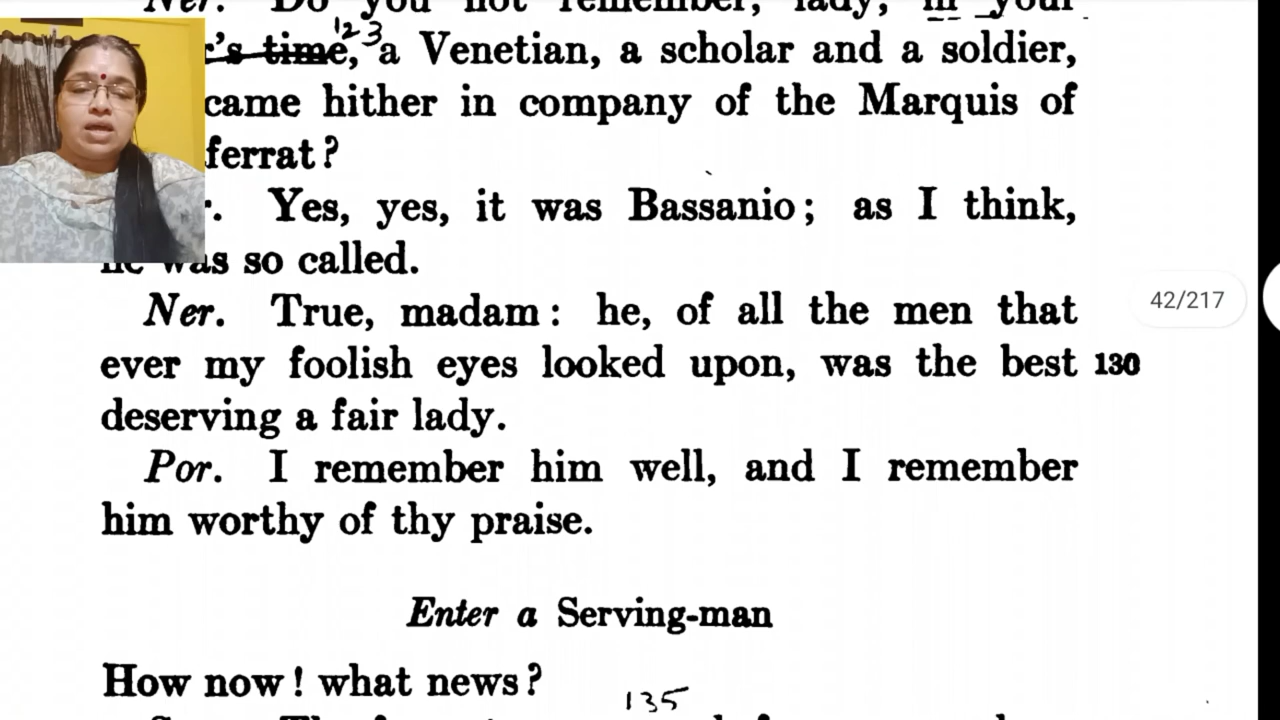 Ner. Do you not remember, lady, in your
123
's time, a Venetian, a scholar and a soldier,
came hither in company of the Marquis of
ferrat?
r. Yes, yes, it was Bassanio; as I think,
he was so called.
42/217
Ner. True, madam: he, of all the men that
ever my foolish eyes looked upon, was the best 130
deserving a fair lady.
Por. I remember him well, and I remember
him worthy of thy praise.
Enter a Serving-man
How now! what news?
135